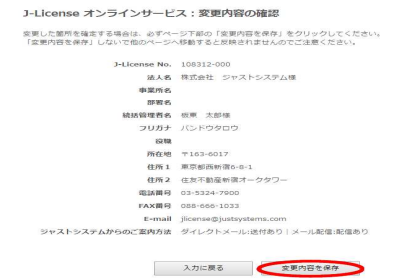 J-License オンラインサービス：変更内容の確認
変更した箇所を確定する場合は、必ずページ下部の「変更内容を保存」をクリックしてください。
「変更内容を保存」しないで他のページへ移動すると反映されませんのでご注意ください。
J-License No. 108312-000
法人名 株式会社 ジャストシステム様
事業所名
部署名
統括管理者名 板東 太郎様
フリガナ バンドウタロウ
役職
所在地 〒163-6017
住所1 東京都西新宿6-8-1
住所2 住友不動産新宿オークタワー
電話番号 03-5324-7900
FAX番号 088-666-1033
E-mail jlicense@justsystems.com
ジャストシステムからのご案内方法 ダイレクトメール:送付あり | メール配信:配信あり
入力に戻る 変更内容を保存